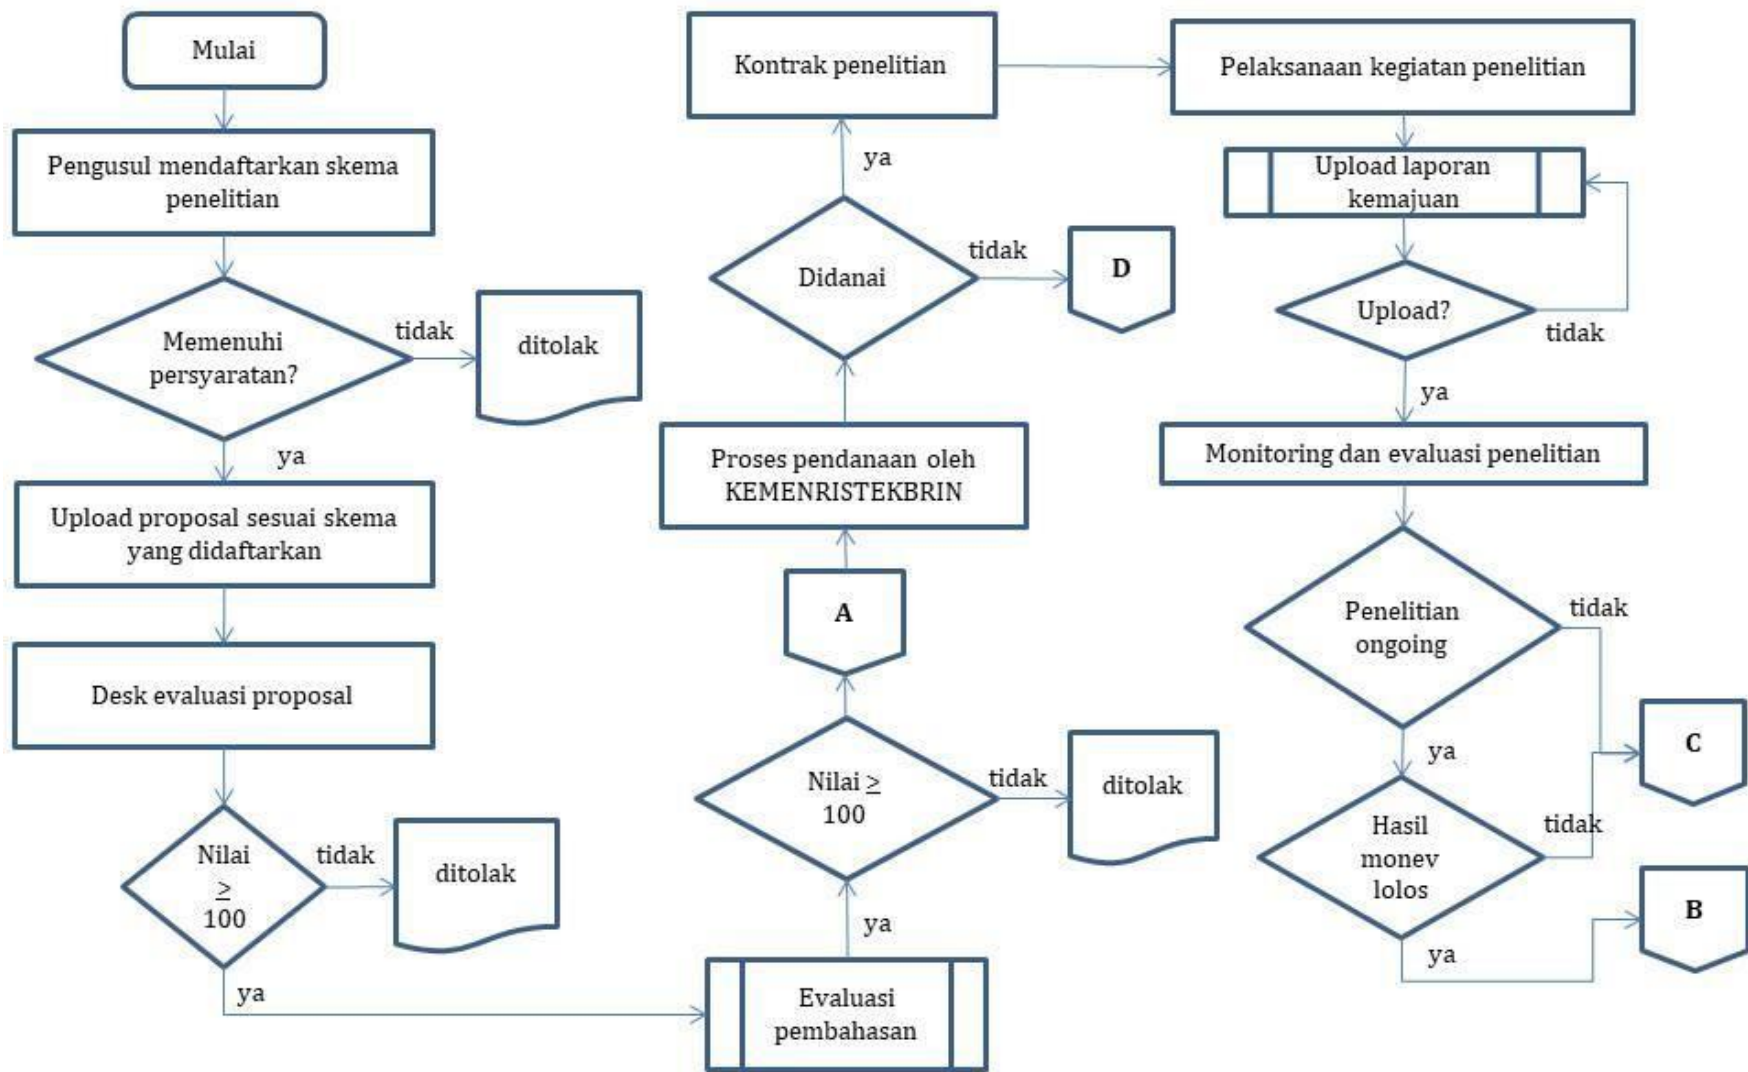 Mulai
Pengusul mendaftarkan skema
penelitian
Memenuhi
persyaratan?
tidak
ditolak
ya
Upload proposal sesuai skema
yang didaftarkan
Desk evaluasi proposal
Nilai
≥
100
tidak
ditolak
ya
Evaluasi
pembahasan
ya
Nilai ≥
100
tidak
ditolak
A
Proses pendanaan oleh
KEMENRISTEKBRIN
Didanai
tidak
D
ya
Kontrak penelitian
Pelaksanaan kegiatan penelitian
Upload laporan
kemajuan
Upload?
tidak
ya
Monitoring dan evaluasi penelitian
Penelitian
ongoing
tidak
C
ya
Hasil
monev
lolos
tidak
ya
B